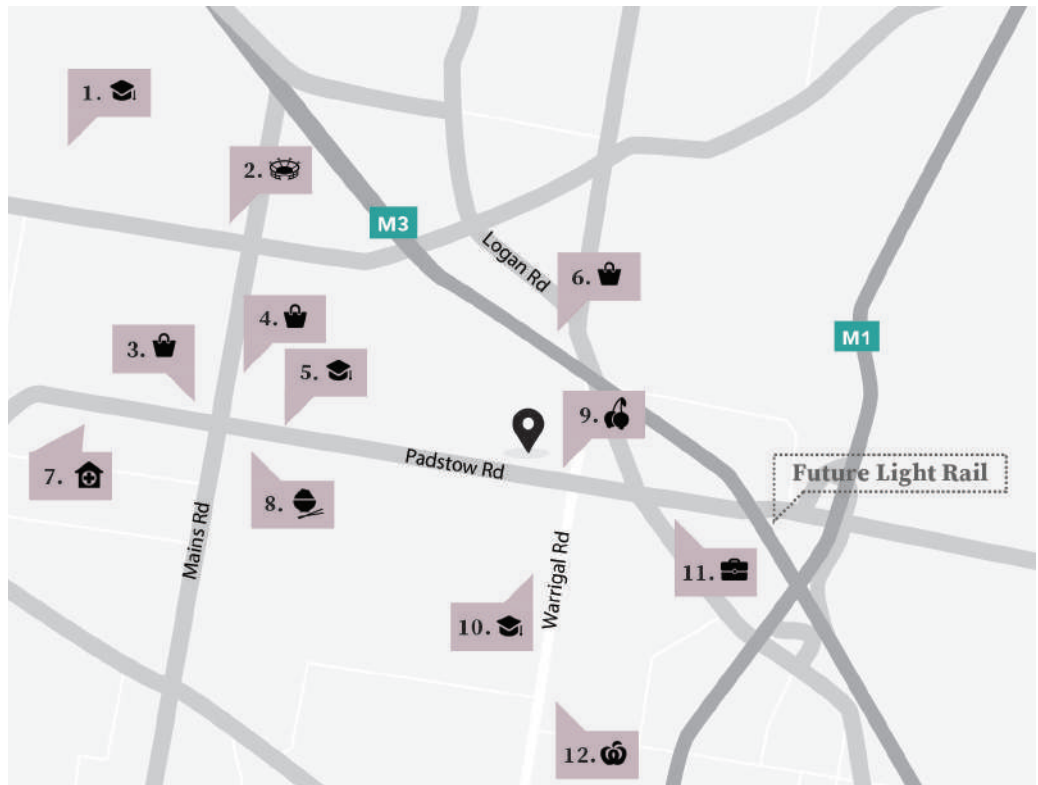 1.
2.
M3
Logan Rd
6.
4.
3.
M1
5.
9.
Padstow Rd
Future Light Rail
7.
8.
Mains Rd
Warrigal Rd
11.
10.
12.